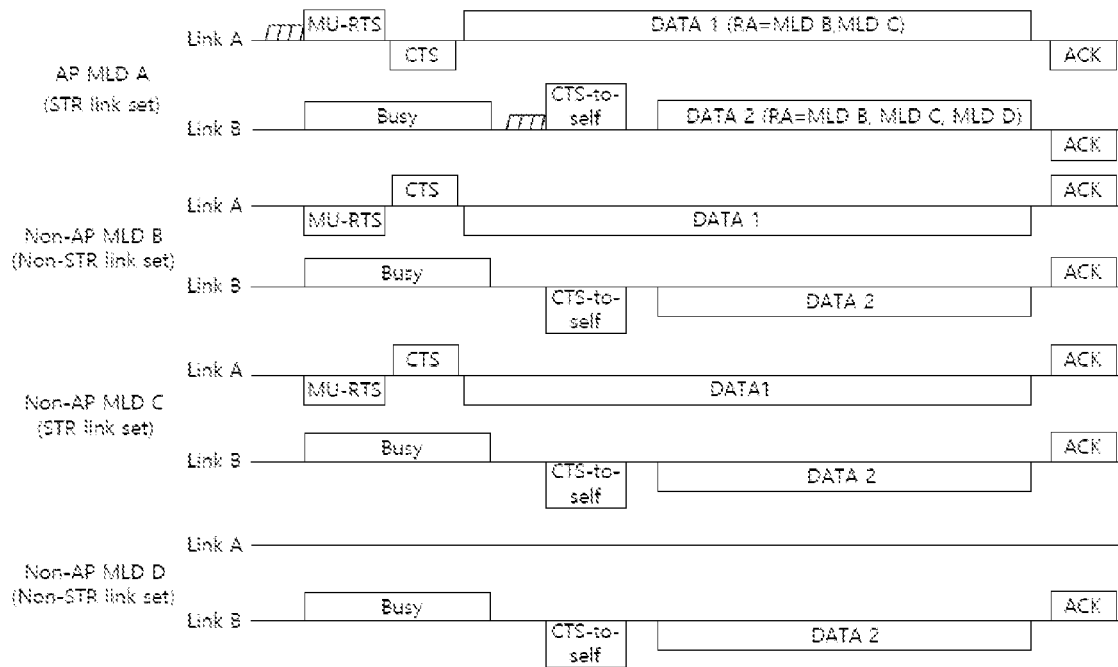 MU-RTS
DATA 1 (RA=MLD B,MLD C)
Link A
CTS
ACK
AP MLD A
(STR link set)
CTS-to-
self
Busy
DATA 2 (RA=MLD B, MLD C, MLD D)
Link B
ACK
CTS
ACK
Link A
MU-RTS
DATA 1
Non-AP MLD B
(Non-STR link set)
Busy
ACK
Link B
CTS-to-
self
DATA 2
CTS
ACK
Link A
MU-RTS
DATA1
Non-AP MLD C
(STR link set)
Busy
ACK
Link B
CTS-to-
self
DATA 2
Link A
Non-AP MLD D
(Non-STR link set)
Busy
ACK
Link B
CTS-to-
self
DATA 2